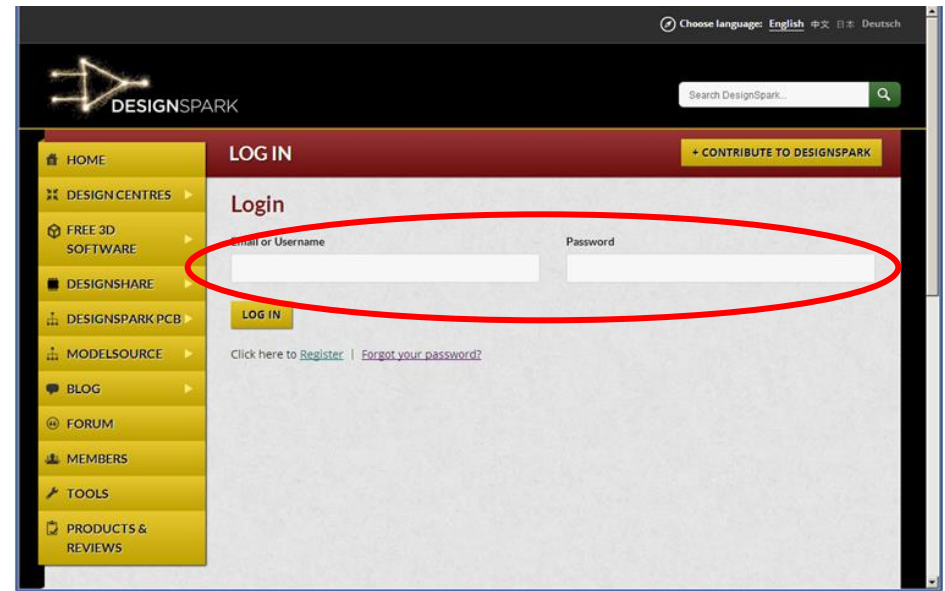 Choose language: English 中文 日本 Deutsch
DESIGNSPARK
Search DesignSpark...
LOG IN
+ CONTRIBUTE TO DESIGNSPARK
HOME
DESIGN CENTRES
FREE 3D
SOFTWARE
DESIGNSHARE
DESIGNSPARK PCB
MODELSOURCE
BLOG
FORUM
MEMBERS
TOOLS
PRODUCTS &
REVIEWS
Login
Email or Username
Password
LOG IN
Click here to Register | Forgot your password?